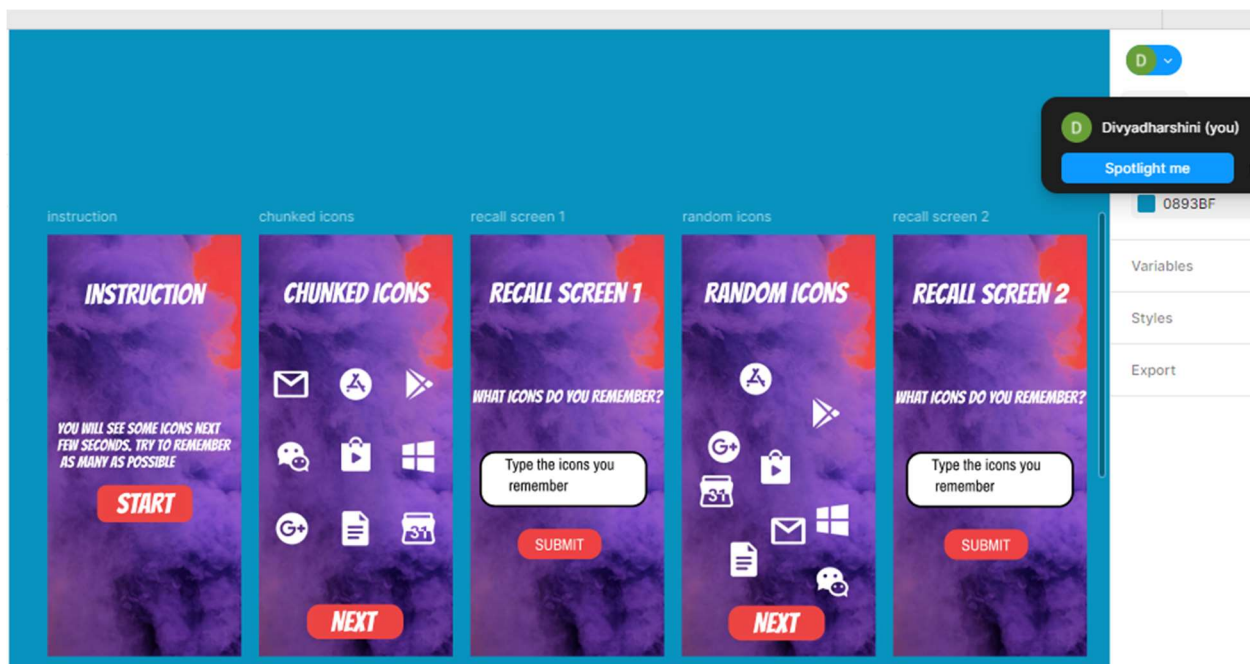 D
D Divyadharshini (you)
Spotlight me
0893BF
Variables
Styles
Export
instruction
INSTRUCTION
YOU WILL SEE SOME ICONS NEXT
FEW SECONDS, TRY TO REMEMBER
AS MANY AS POSSIBLE
START
chunked icons
CHUNKED ICONS
G+
31
NEXT
recall screen 1
RECALL SCREEN 1
WHAT ICONS DO YOU REMEMBER?
Type the icons you
remember
SUBMIT
random icons
RANDOM ICONS
G+
31
NEXT
recall screen 2
RECALL SCREEN 2
WHAT ICONS DO YOU REMEMBER?
Type the icons you
remember
SUBMIT